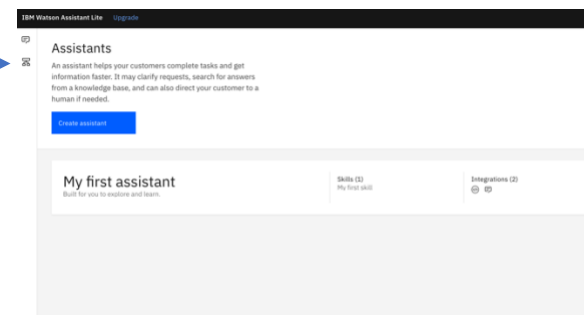 IBM Watson Assistant Lite Upgrade
Assistants
An assistant helps your customers complete tasks and get
information faster. It may clarify requests, search for answers
from a knowledge base, and can also direct your customer to a
human if needed.
Create assistant
My first assistant
Built for you to explore and learn.
Skills (1)
My first skill
Integrations (2)